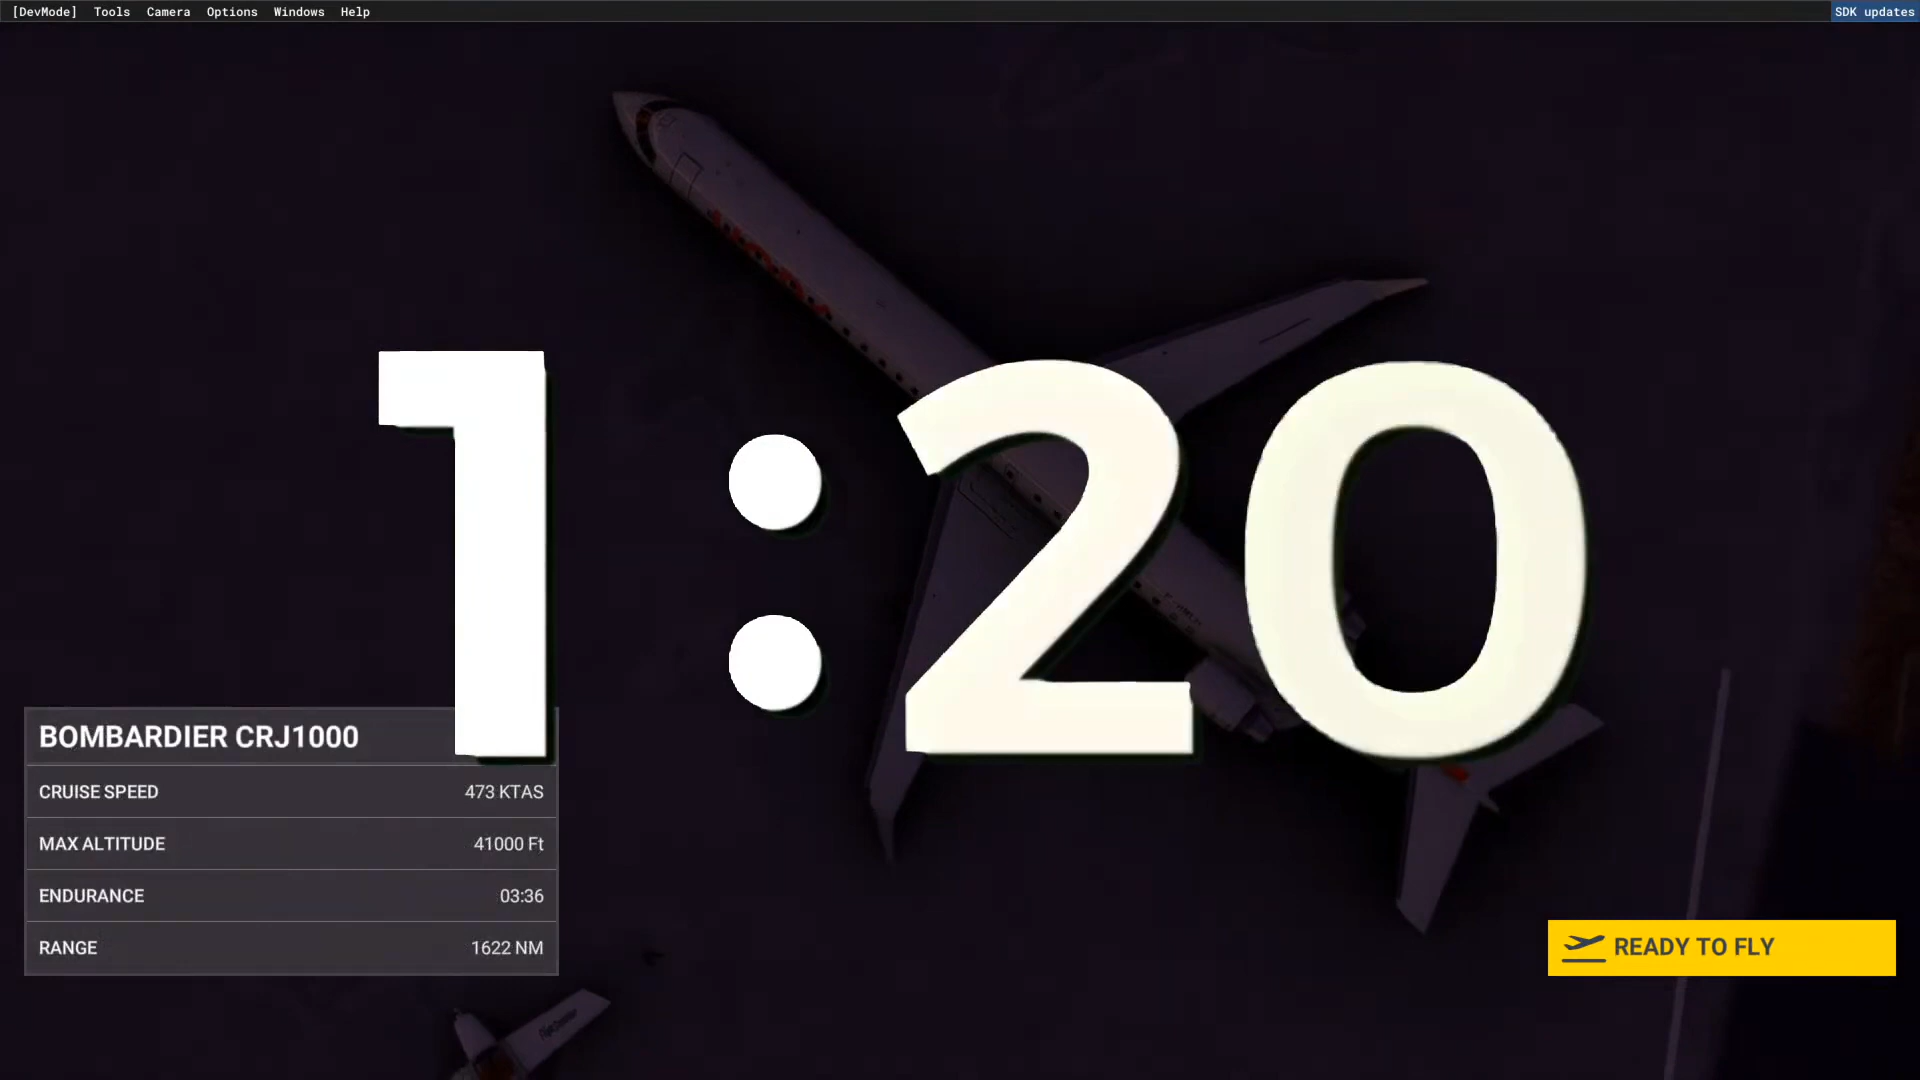 [DevMode] Tools Camera Options Windows Help SDK updates
1:20
BOMBARDIER CRJ1000
CRUISE SPEED 473 KTAS
MAX ALTITUDE 41000 Ft
ENDURANCE 03:36
RANGE 1622 NM
READY TO FLY